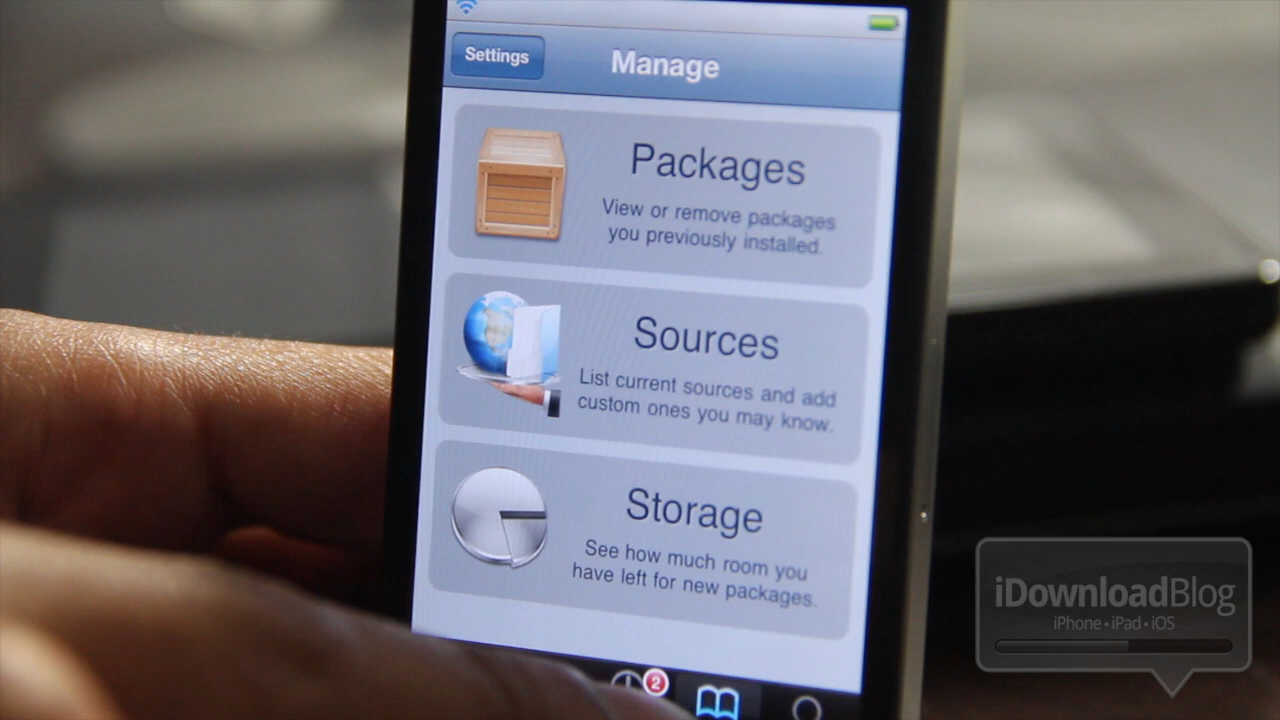 Settings
Manage
Packages
View or remove packages
you previously installed.
Sources
List current sources and add
custom ones you may know.
Storage
See how much room you
have left for new packages.
2
iDownloadBlog
iPhone • iPad • iOS